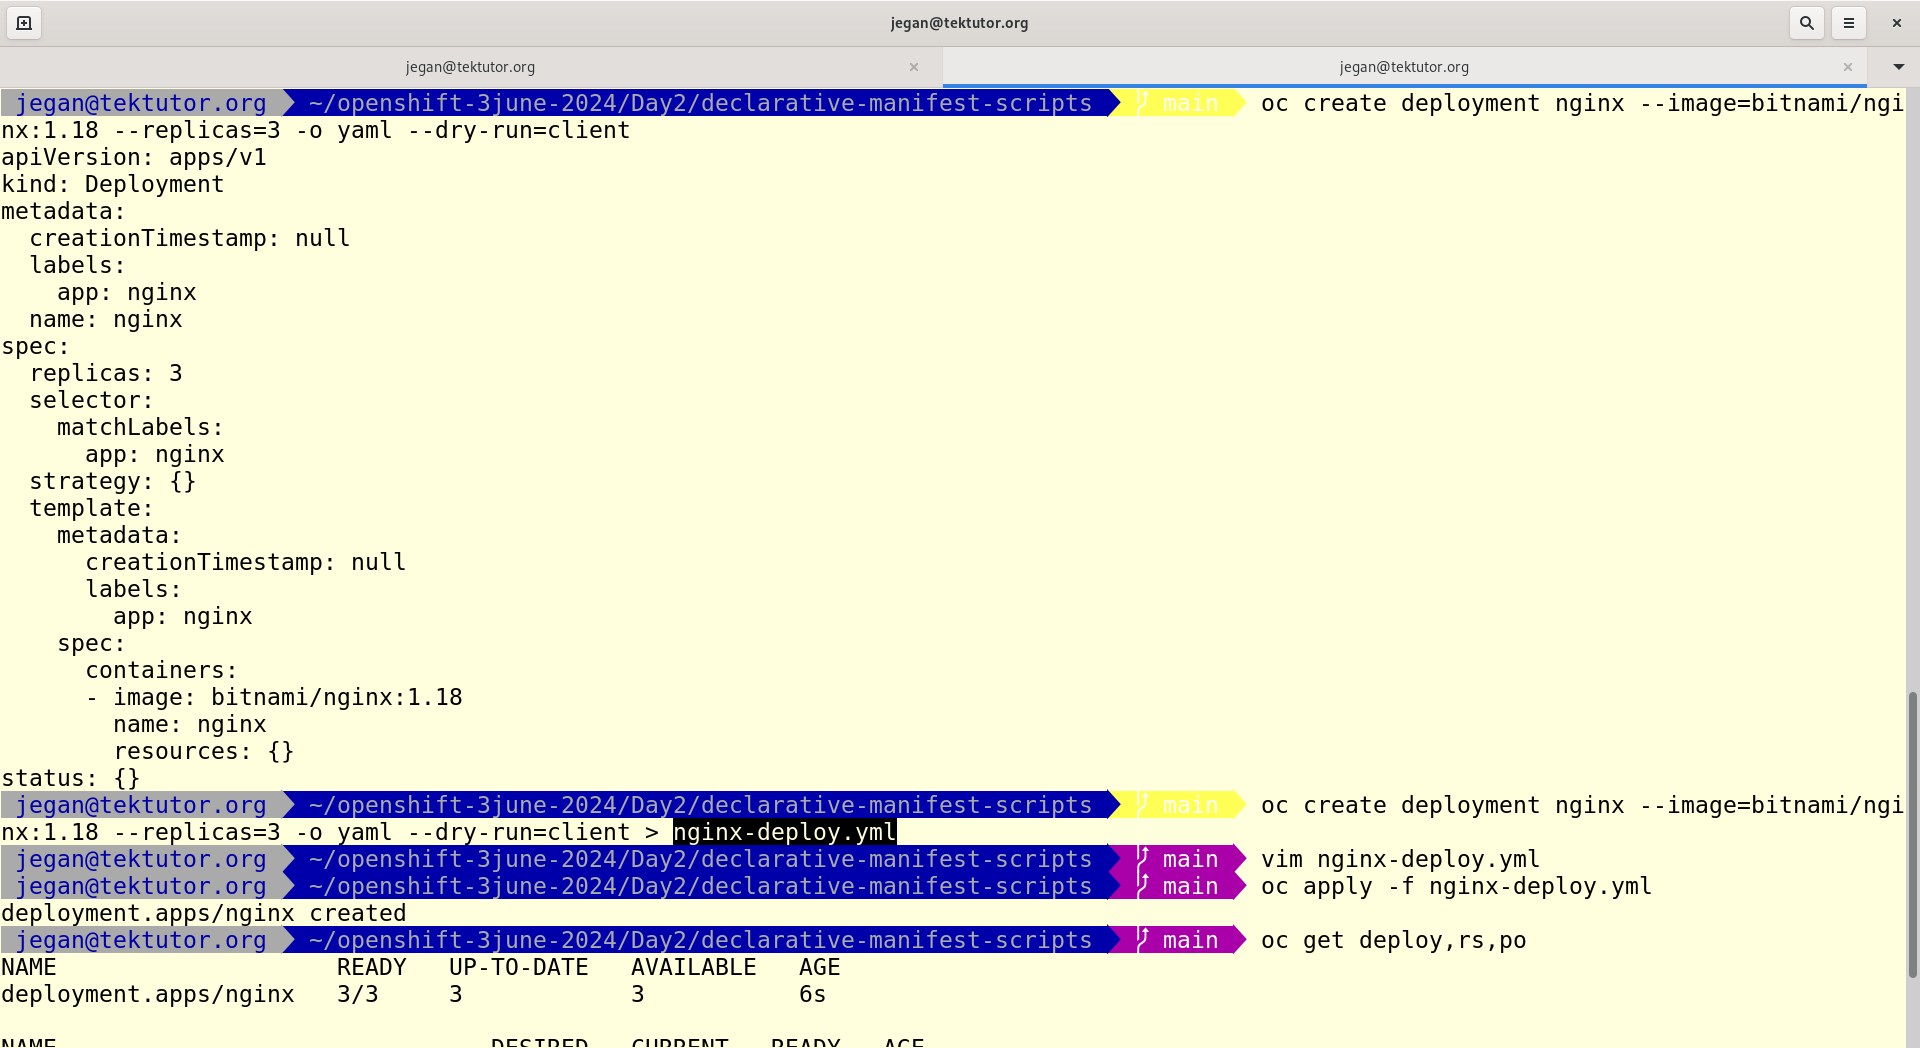 jegan@tektutor.org
jegan@tektutor.org
jegan@tektutor.org
jegan@tektutor.org ~/openshift-3june-2024/Day2/declarative-manifest-scripts main oc create deployment nginx --image=bitnami/ngi
nx:1.18 --replicas=3 -o yaml --dry-run=client
apiVersion: apps/v1
kind: Deployment
metadata:
  creationTimestamp: null
  labels:
    app: nginx
  name: nginx
spec:
  replicas: 3
  selector:
    matchLabels:
      app: nginx
  strategy: {}
  template:
    metadata:
      creationTimestamp: null
      labels:
        app: nginx
    spec:
      containers:
      - image: bitnami/nginx:1.18
        name: nginx
        resources: {}
status: {}
jegan@tektutor.org ~/openshift-3june-2024/Day2/declarative-manifest-scripts main oc create deployment nginx --image=bitnami/ngi
nx:1.18 --replicas=3 -o yaml --dry-run=client > nginx-deploy.yml
jegan@tektutor.org ~/openshift-3june-2024/Day2/declarative-manifest-scripts main vim nginx-deploy.yml
jegan@tektutor.org ~/openshift-3june-2024/Day2/declarative-manifest-scripts main oc apply -f nginx-deploy.yml
deployment.apps/nginx created
jegan@tektutor.org ~/openshift-3june-2024/Day2/declarative-manifest-scripts main oc get deploy,rs,po
NAME                    READY   UP-TO-DATE   AVAILABLE   AGE
deployment.apps/nginx   3/3     3            3           6s
NAME                               DESIRED   CURRENT   READY   AGE